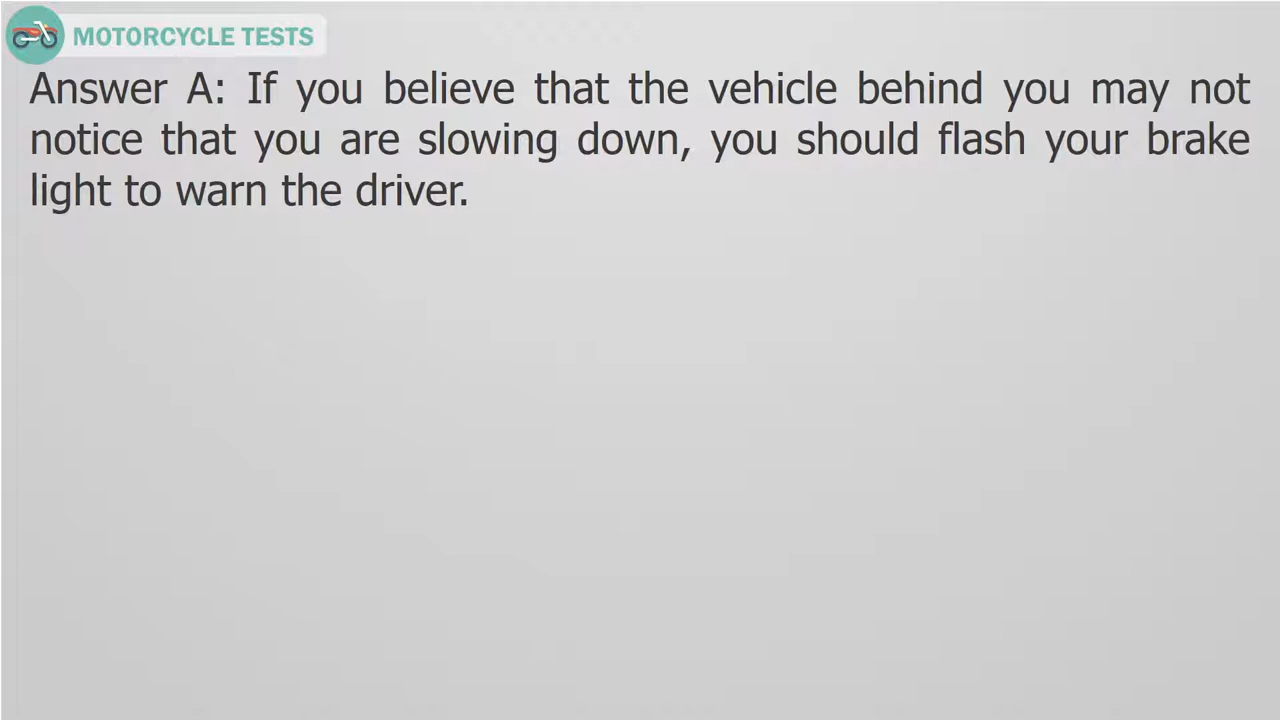 MOTORCYCLE TESTS
Answer A: If you believe that the vehicle behind you may not
notice that you are slowing down, you should flash your brake
light to warn the driver.